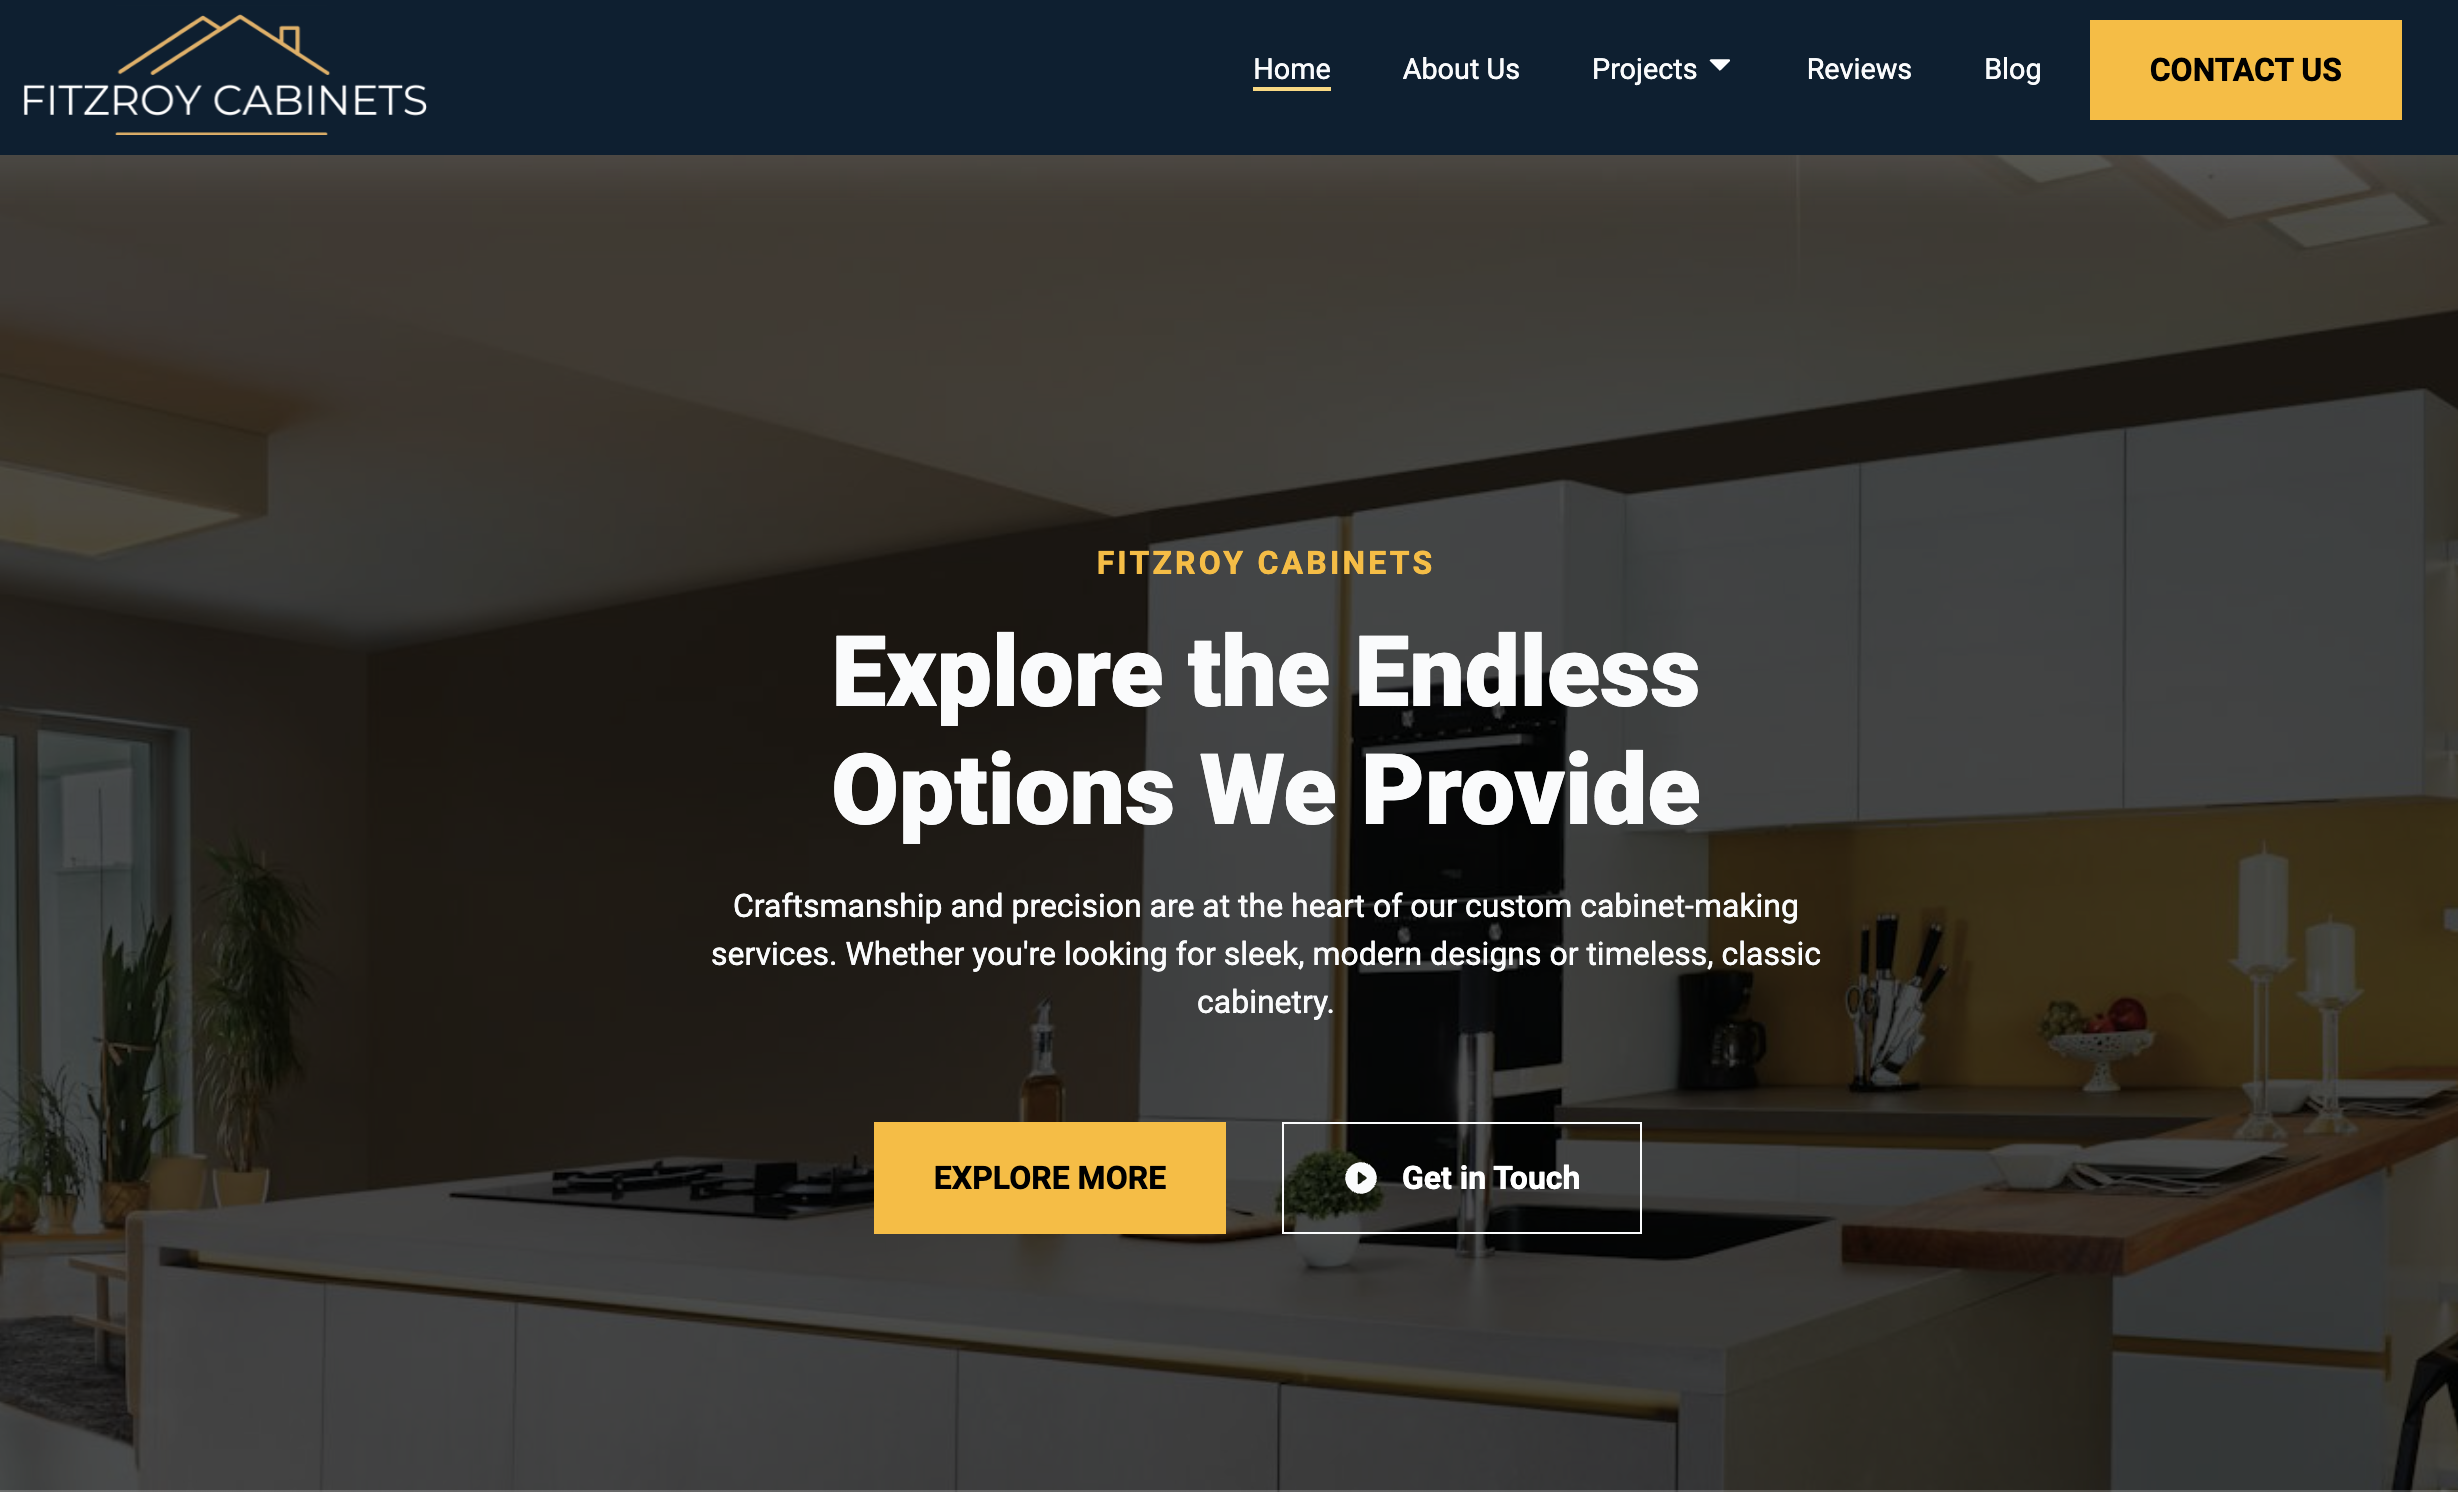 FITZROY CABINETS
Home
About Us
Projects
Reviews
Blog
CONTACT US
FITZROY CABINETS
Explore the Endless
Options We Provide
Craftsmanship and precision are at the heart of our custom cabinet-making
services. Whether you're looking for sleek, modern designs or timeless, classic
cabinetry.
EXPLORE MORE
Get in Touch